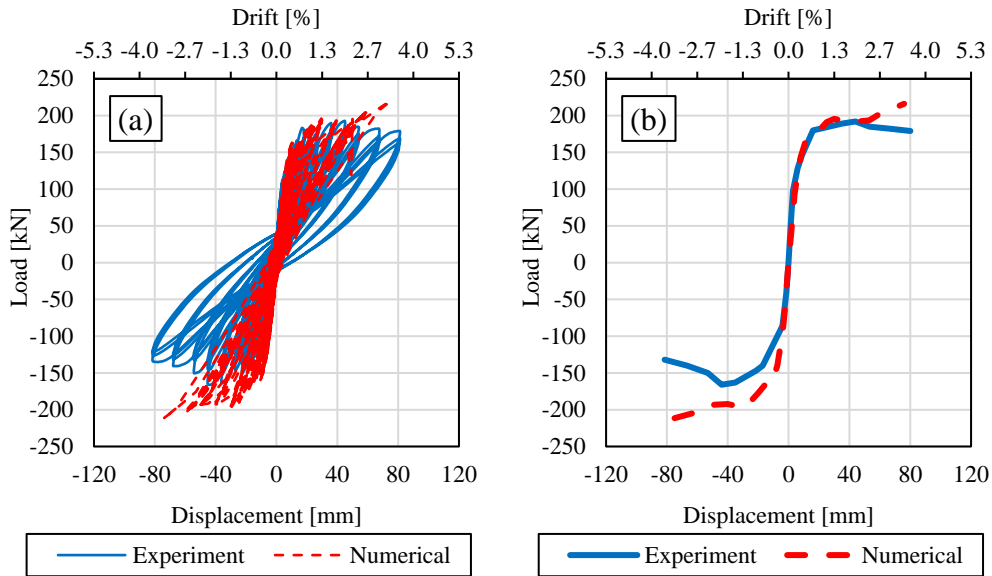 Drift [%]
-5.3 -4.0 -2.7 -1.3 0.0 1.3 2.7 4.0 5.3
250
200
150
100
50
0
-50
-100
-150
-200
-250
Load [kN]
(a)
-120 -80 -40 0 40 80 120
Displacement [mm]
Experiment Numerical
Drift [%]
-5.3 -4.0 -2.7 -1.3 0.0 1.3 2.7 4.0 5.3
250
200
150
100
50
0
-50
-100
-150
-200
-250
Load [kN]
(b)
-120 -80 -40 0 40 80 120
Displacement [mm]
Experiment Numerical